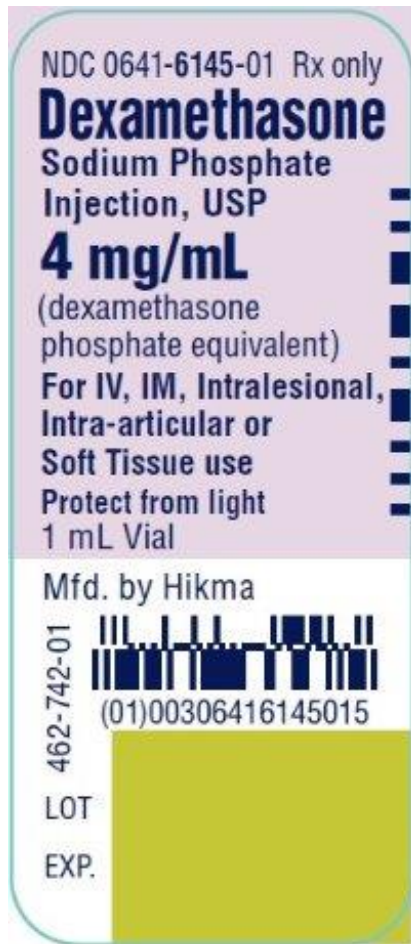 NDC 0641-6145-01 Rx only
Dexamethasone
Sodium Phosphate
Injection, USP
4 mg/mL
(dexamethasone
phosphate equivalent)
For IV, IM, Intralesional,
Intra-articular or
Soft Tissue use
Protect from light
1 mL Vial
Mfd. by Hikma
462-742-01
(01)00306416145015
LOT
EXP.